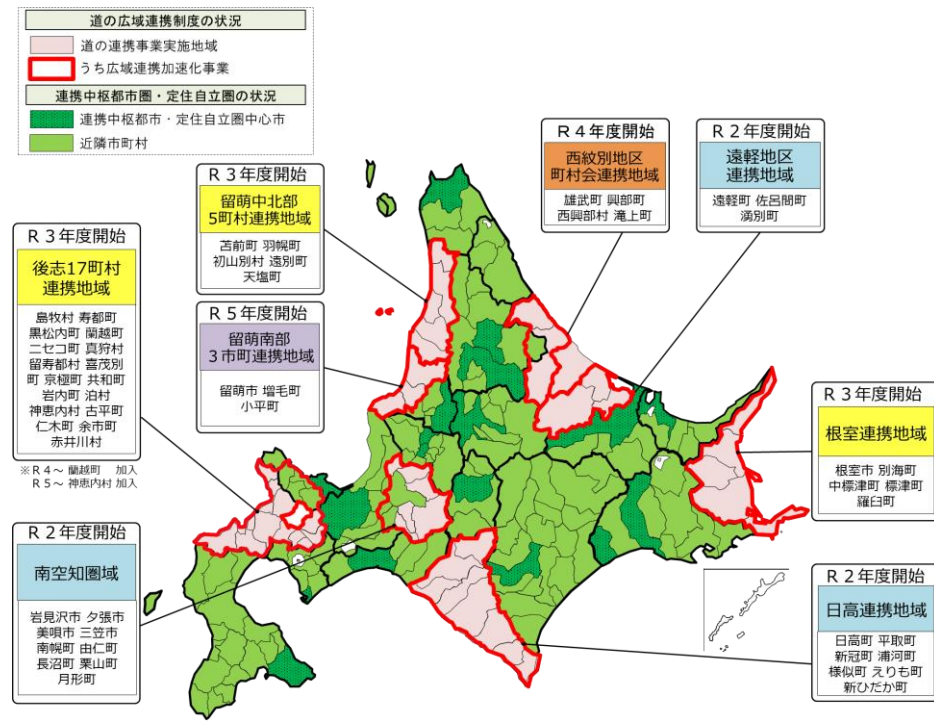 道の広域連携制度の状況
道の連携事業実施地域
うち広域連携加速化事業
連携中枢都市圏・定住自立圏の状況
連携中枢都市・定住自立圏中心市
近隣市町村
R3年度開始
後志17町村
連携地域
島牧村 寿都町
黒松内町 蘭越町
ニセコ町 真狩村
留寿都村 喜茂別
町 京極町 共和町
岩内町 泊村
神恵内村 古平町
仁木町 余市町
赤井川村
※R4~ 蘭越町 加入
R5~ 神恵内村 加入
R2年度開始
南空知圏域
岩見沢市 夕張市
美唄市 三笠市
南幌町 由仁町
長沼町 栗山町
月形町
R3年度開始
留萌中北部
5町村連携地域
苫前町 羽幌町
初山別村 遠別町
天塩町
R5年度開始
留萌南部
3市町連携地域
留萌市 増毛町
小平町
R4年度開始
西紋別地区
町村会連携地域
雄武町 興部町
西興部村 滝上町
R2年度開始
遠軽地区
連携地域
遠軽町 佐呂間町
湧別町
R3年度開始
根室連携地域
根室市 別海町
中標津町 標津町
羅臼町
R2年度開始
日高連携地域
日高町 平取町
新冠町 浦河町
様似町 えりも町
新ひだか町